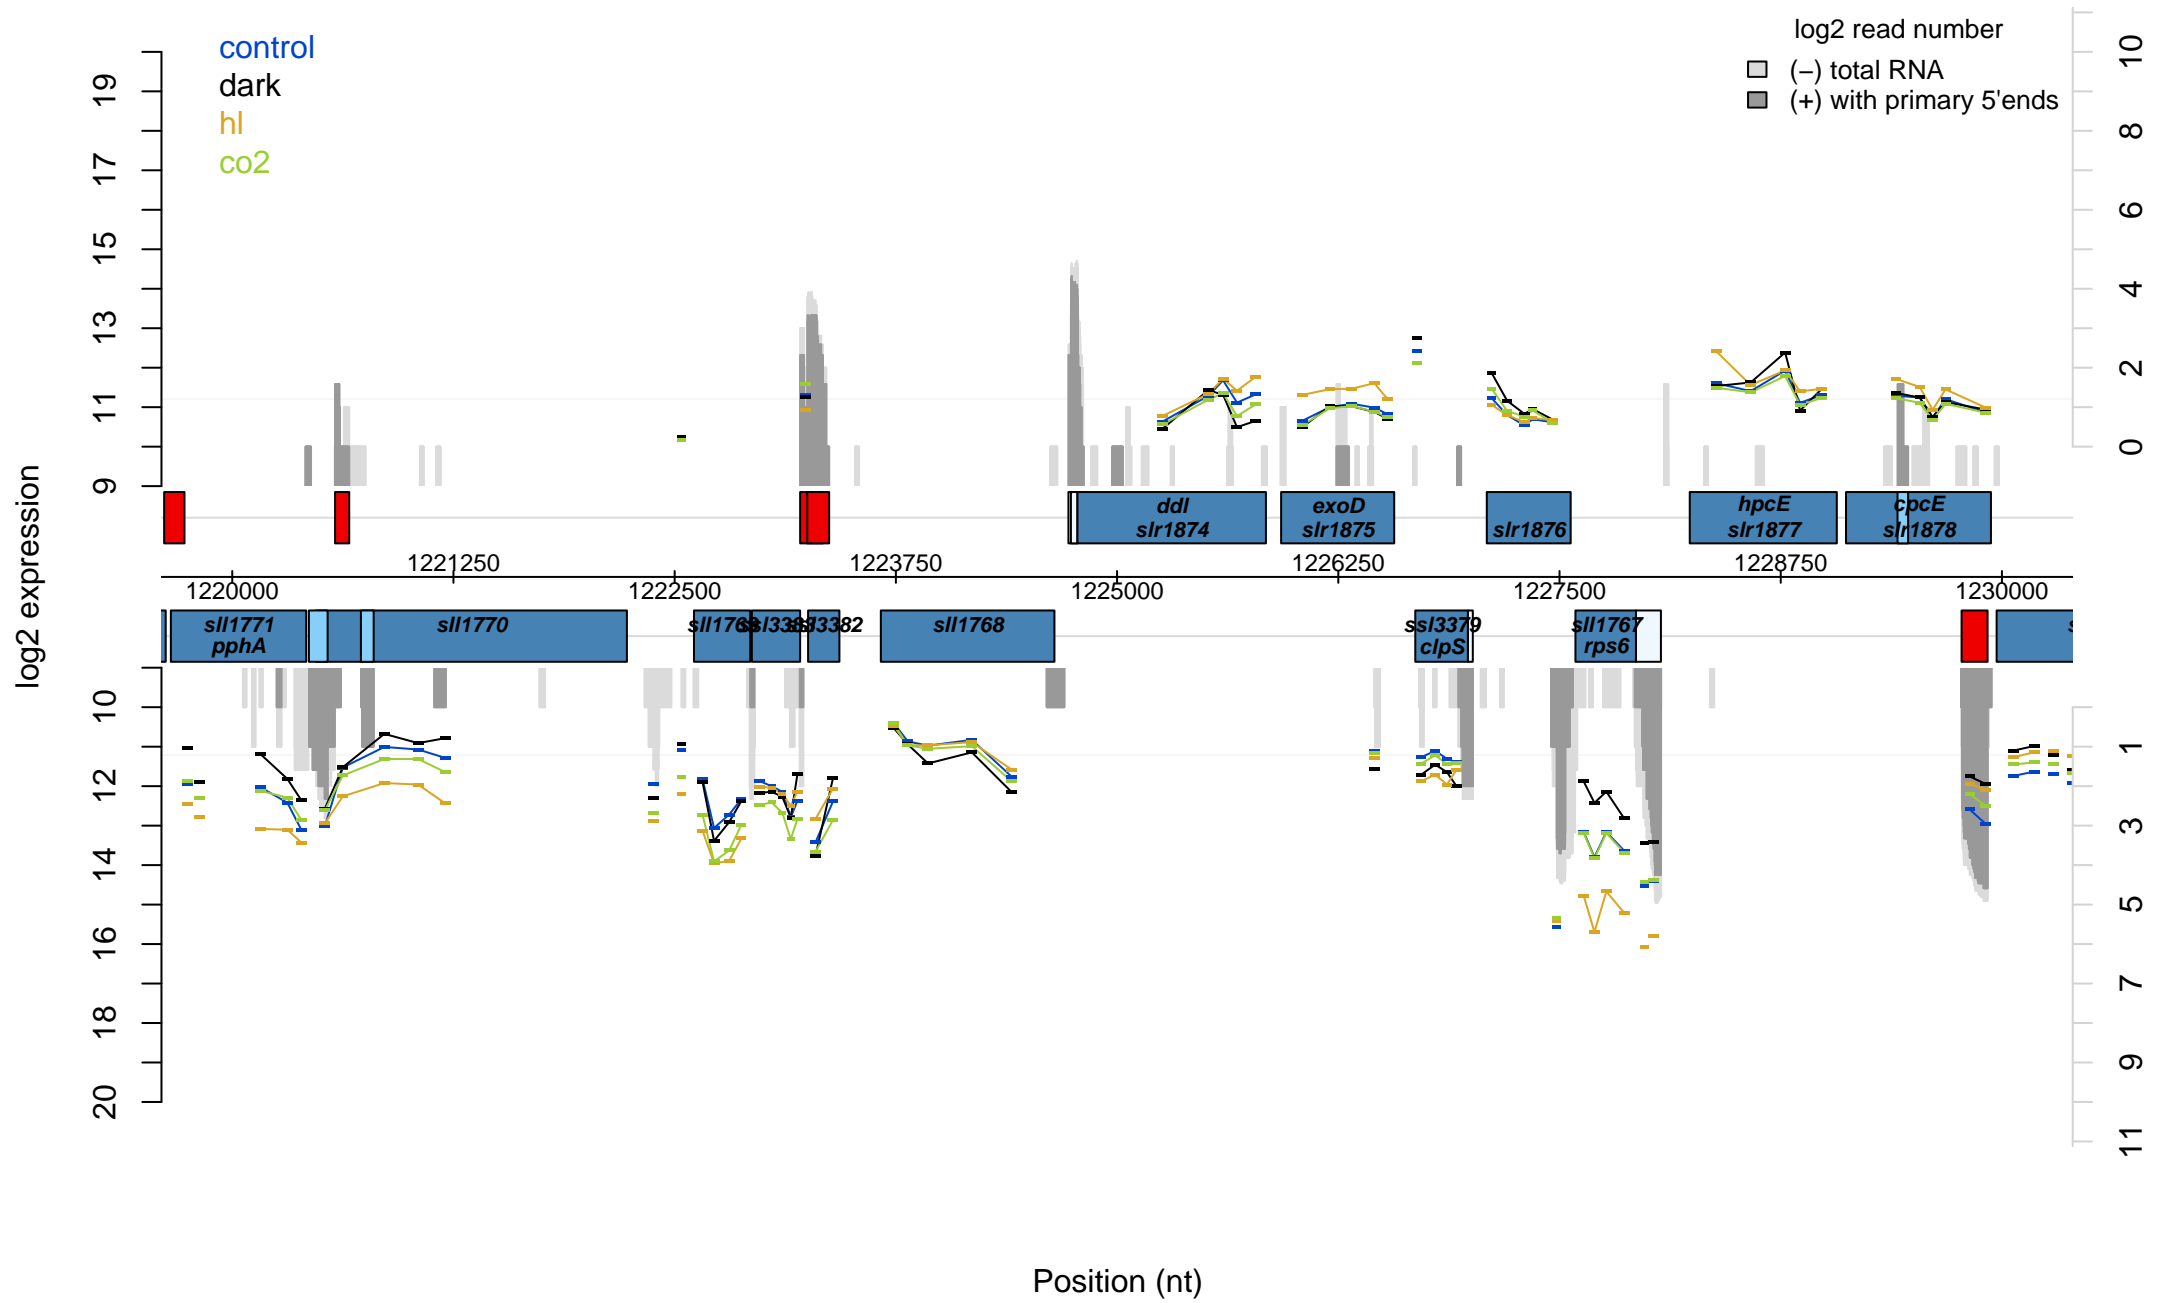 control
dark
hl
co2
log2 read number
(−) total RNA
(+) with primary 5'ends
19
17
15
13
11
9
10
8
6
4
2
0
log2 expression
ddl
slr1874
exoD
slr1875
slr1876
hpcE
slr1877
cpcE
slr1878
1221250
1223750
1226250
1228750
1220000
1222500
1225000
1227500
1230000
sll1771
pphA
sll1770
sll1769
ssl3383
ssl3382
sll1768
ssl3379
clpS
sll1767
rps6
s
10
12
14
16
18
20
1
3
5
7
9
11
Position (nt)